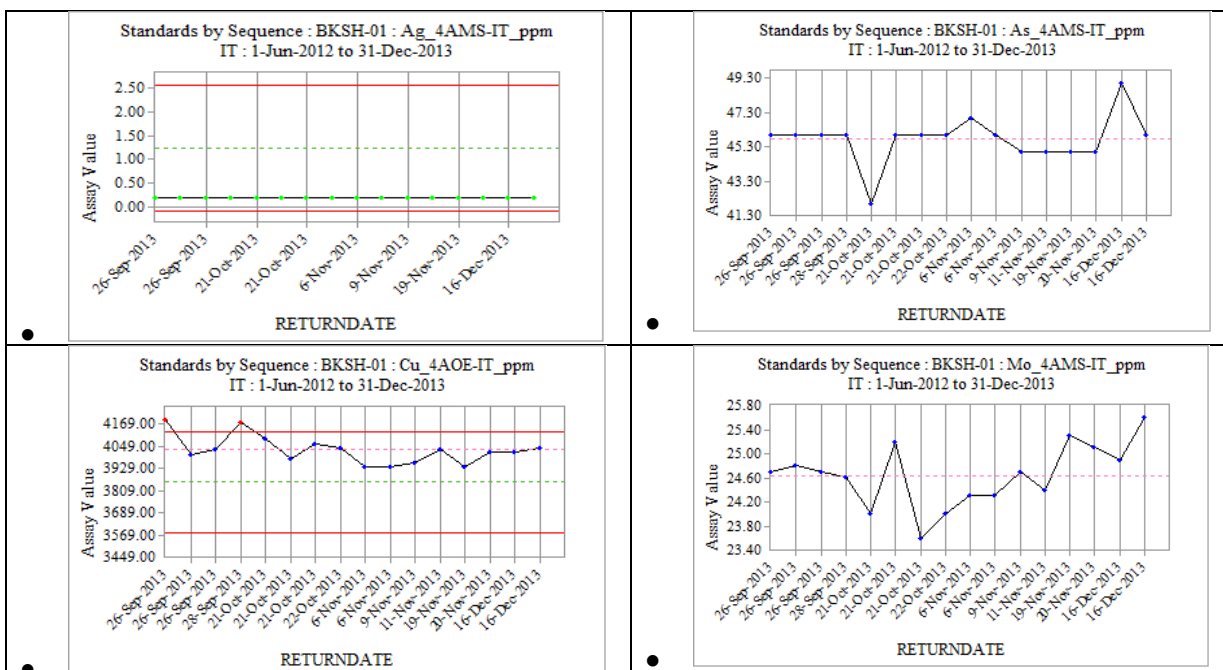 Standards by Sequence : BKSH-01 : Ag_4AMS-IT_ppm
IT : 1-Jun-2012 to 31-Dec-2013
Assay Value
2.50
2.00
1.50
1.00
0.50
0.00
26-Sep-2013
26-Sep-2013
21-Oct-2013
21-Oct-2013
6-Nov-2013
9-Nov-2013
19-Nov-2013
16-Dec-2013
RETURNDATE
Standards by Sequence : BKSH-01 : As_4AMS-IT_ppm
IT : 1-Jun-2012 to 31-Dec-2013
Assay Value
49.30
47.30
45.30
43.30
41.30
26-Sep-2013
26-Sep-2013
26-Sep-2013
28-Sep-2013
21-Oct-2013
21-Oct-2013
21-Oct-2013
22-Oct-2013
6-Nov-2013
6-Nov-2013
9-Nov-2013
11-Nov-2013
19-Nov-2013
20-Nov-2013
16-Dec-2013
16-Dec-2013
RETURNDATE
Standards by Sequence : BKSH-01 : Cu_4AOE-IT_ppm
IT : 1-Jun-2012 to 31-Dec-2013
Assay Value
4169.00
4049.00
3929.00
3809.00
3689.00
3569.00
3449.00
26-Sep-2013
26-Sep-2013
26-Sep-2013
28-Sep-2013
21-Oct-2013
21-Oct-2013
21-Oct-2013
22-Oct-2013
6-Nov-2013
6-Nov-2013
9-Nov-2013
11-Nov-2013
19-Nov-2013
20-Nov-2013
16-Dec-2013
16-Dec-2013
RETURNDATE
Standards by Sequence : BKSH-01 : Mo_4AMS-IT_ppm
IT : 1-Jun-2012 to 31-Dec-2013
Assay Value
25.80
25.40
25.00
24.60
24.20
23.80
23.40
26-Sep-2013
26-Sep-2013
26-Sep-2013
28-Sep-2013
21-Oct-2013
21-Oct-2013
21-Oct-2013
22-Oct-2013
6-Nov-2013
6-Nov-2013
9-Nov-2013
11-Nov-2013
19-Nov-2013
20-Nov-2013
16-Dec-2013
16-Dec-2013
RETURNDATE